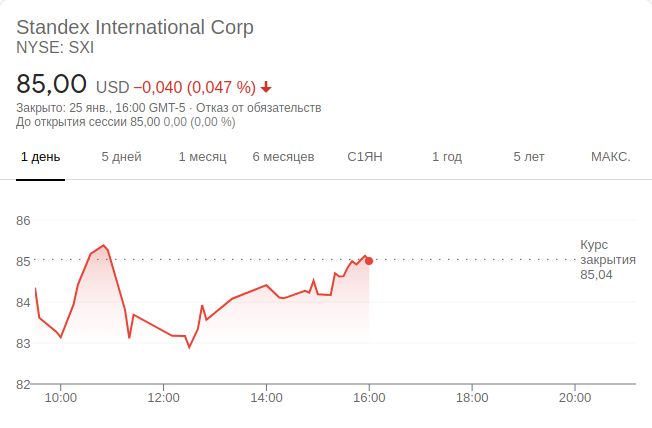 Standex International Corp
NYSE: SXI
85,00 USD −0,040 (0,047 %)
Закрыто: 25 янв., 16:00 GMT-5 · Отказ от обязательств
До открытия сессии 85,00 0,00 (0,00 %)
1 день 5 дней 1 месяц 6 месяцев С1ЯН 1 год 5 лет МАКС.
86
Курс
85 закрытия
85,04
84
83
82
10:00 12:00 14:00 16:00 18:00 20:00